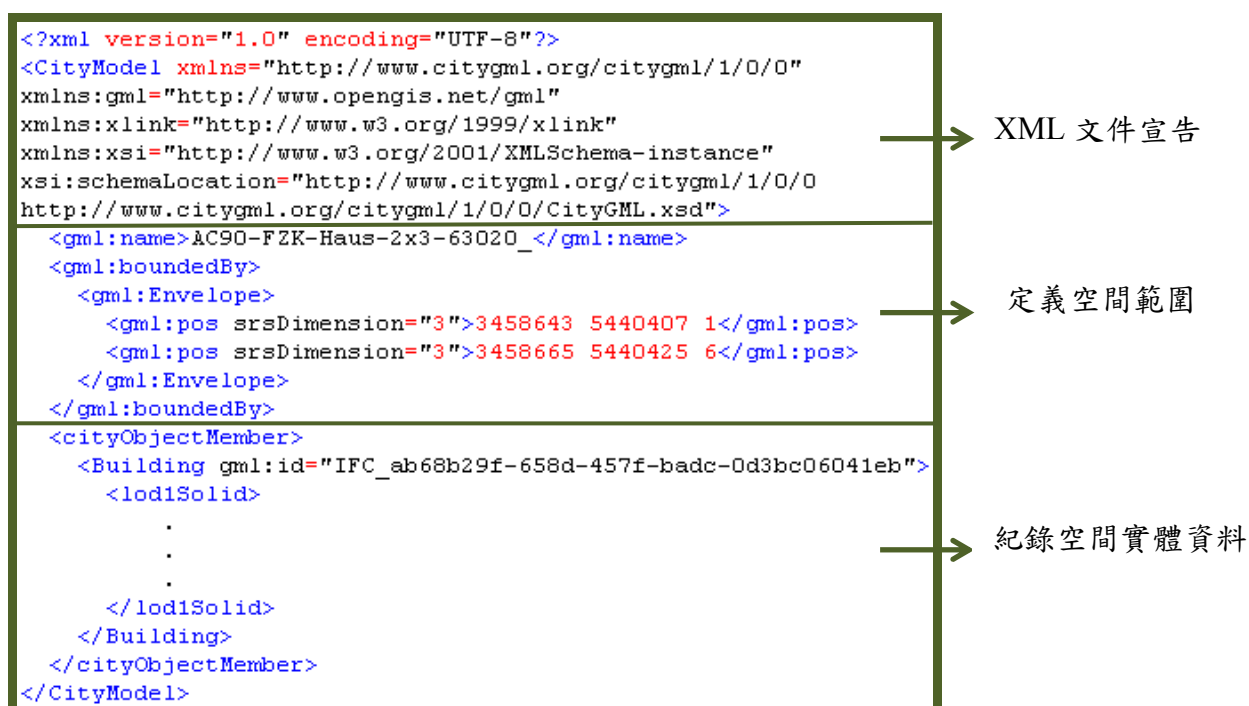 <?xml version="1.0" encoding="UTF-8"?>
<CityModel xmlns="http://www.citygml.org/citygml/1/0/0"
xmlns:gml="http://www.opengis.net/gml"
xmlns:xlink="http://www.w3.org/1999/xlink"
xmlns:xsi="http://www.w3.org/2001/XMLSchema-instance"
xsi:schemaLocation="http://www.citygml.org/citygml/1/0/0
http://www.citygml.org/citygml/1/0/0/CityGML.xsd">
XML 文件宣告
<gml:name>AC90-FZK-Haus-2x3-63020_</gml:name>
<gml:boundedBy>
<gml:Envelope>
<gml:pos srsDimension="3">3458643 5440407 1</gml:pos>
<gml:pos srsDimension="3">3458665 5440425 6</gml:pos>
</gml:Envelope>
</gml:boundedBy>
定義空間範圍
<cityObjectMember>
<Building gml:id="IFC_ab68b29f-658d-457f-badc-0d3bc06041eb">
<lod1Solid>
.
.
.
</lod1Solid>
</Building>
</cityObjectMember>
</CityModel>
紀錄空間實體資料